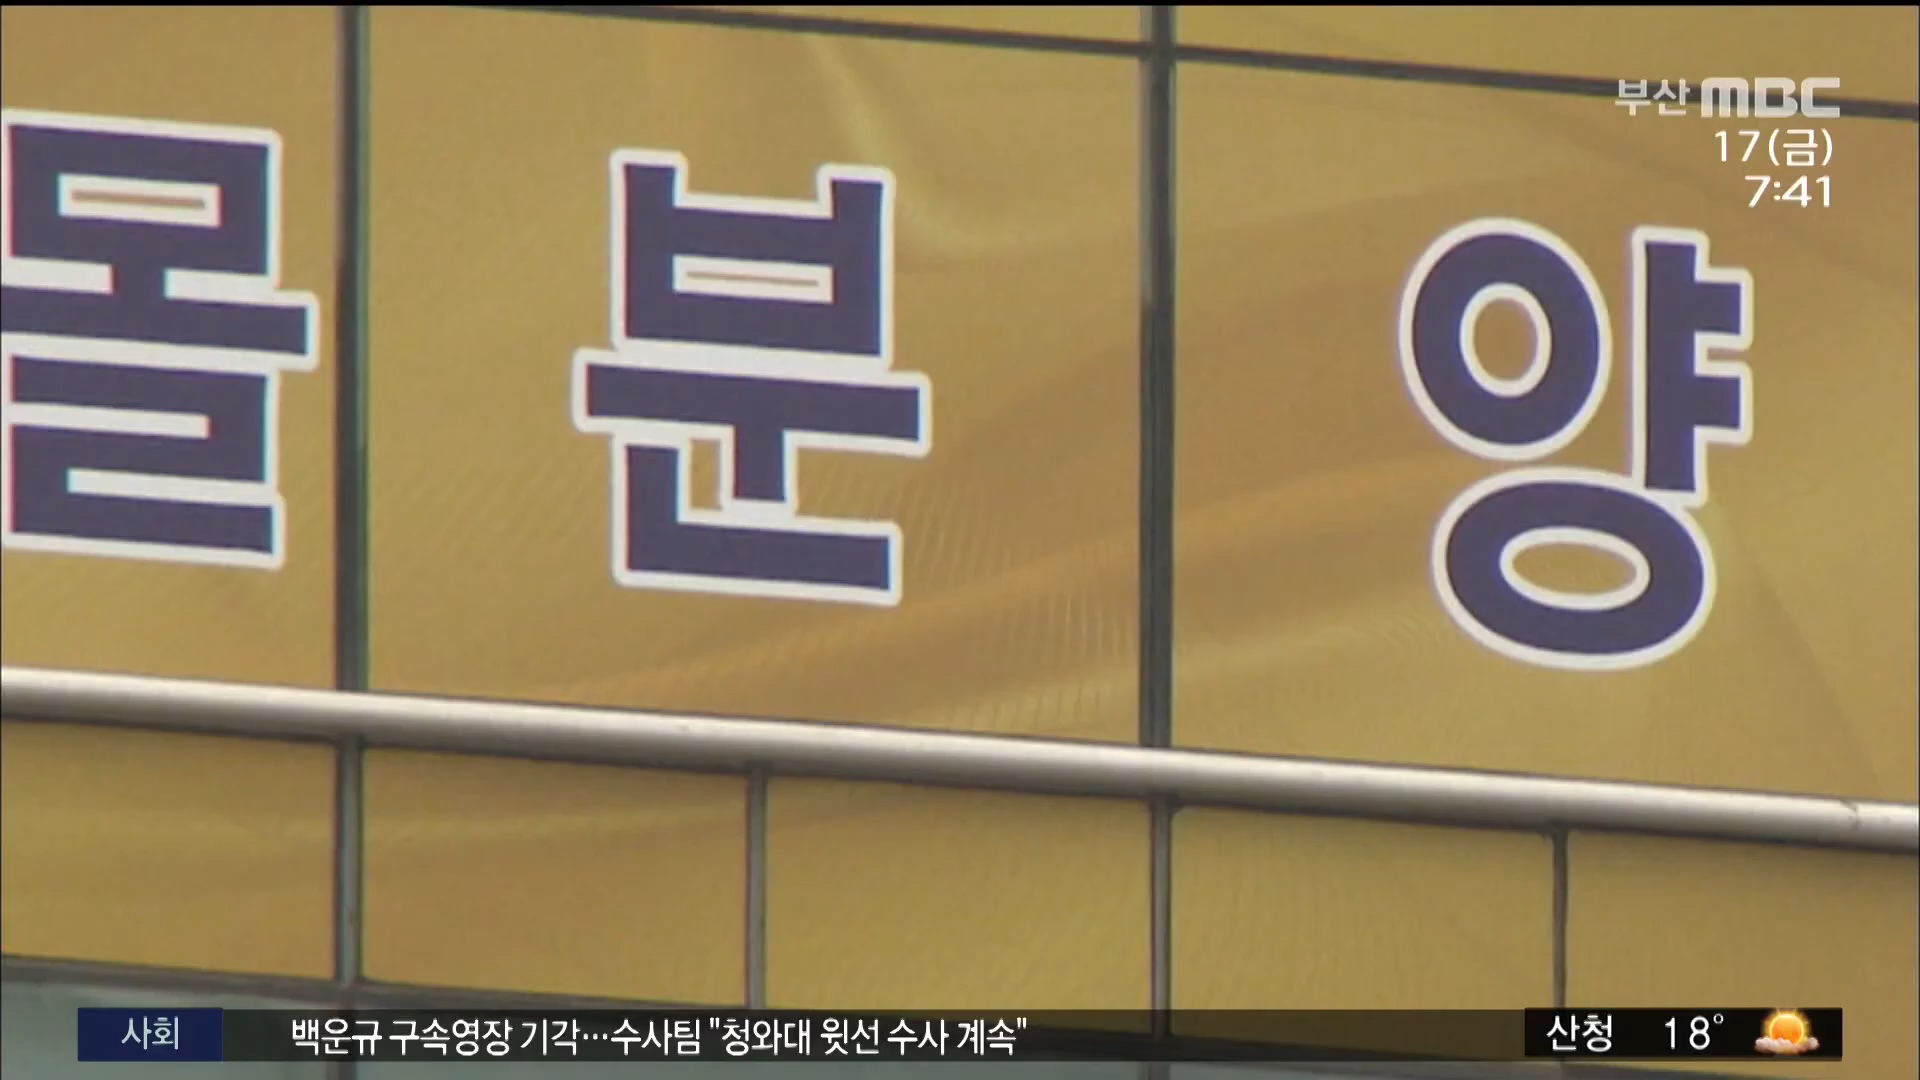 부산 MBC
17(금)
7:41
몰분양
사회 백운규 구속영장 기각…수사팀 "청와대 윗선 수사 계속"
산청 18°